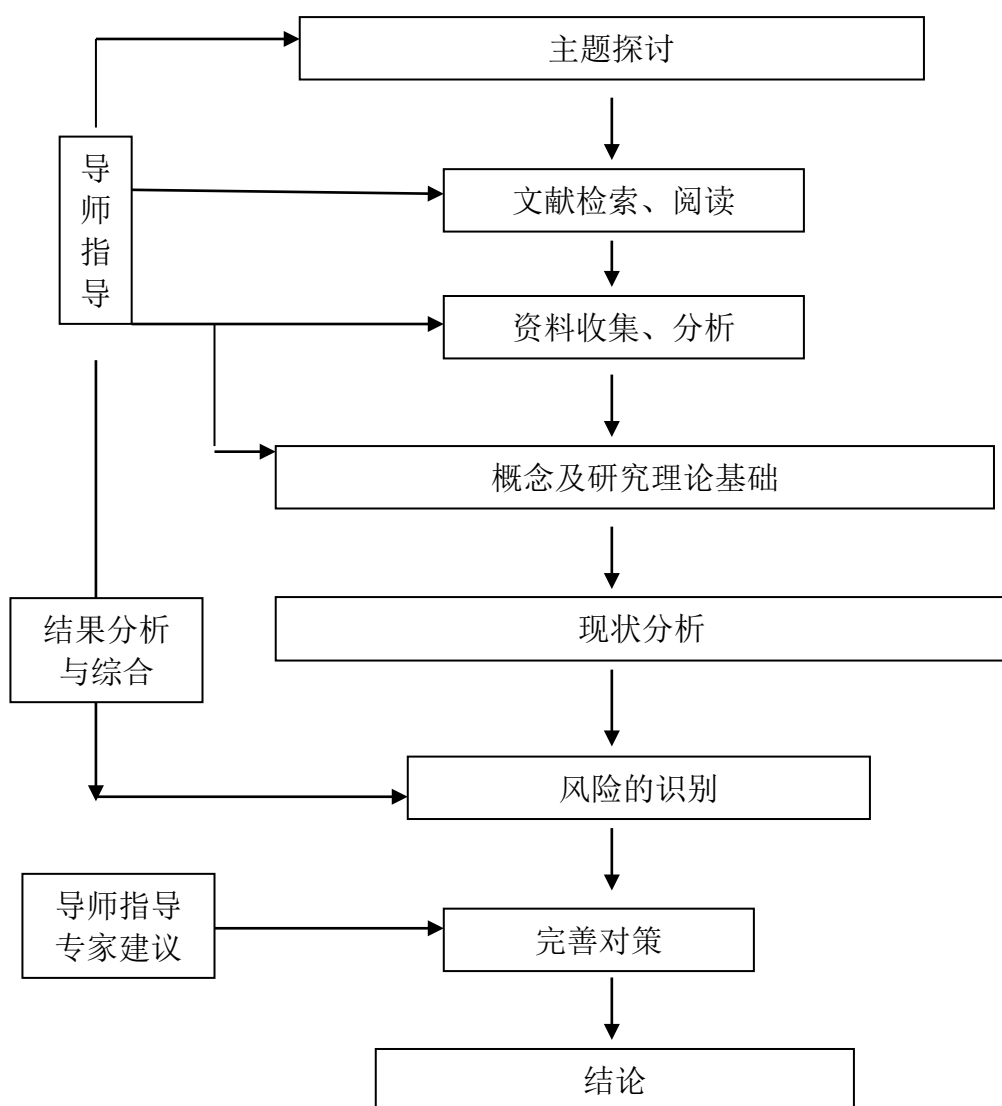 主题探讨
导
师
指
导
文献检索、阅读
资料收集、分析
概念及研究理论基础
结果分析
与综合
现状分析
风险的识别
导师指导
专家建议
完善对策
结论